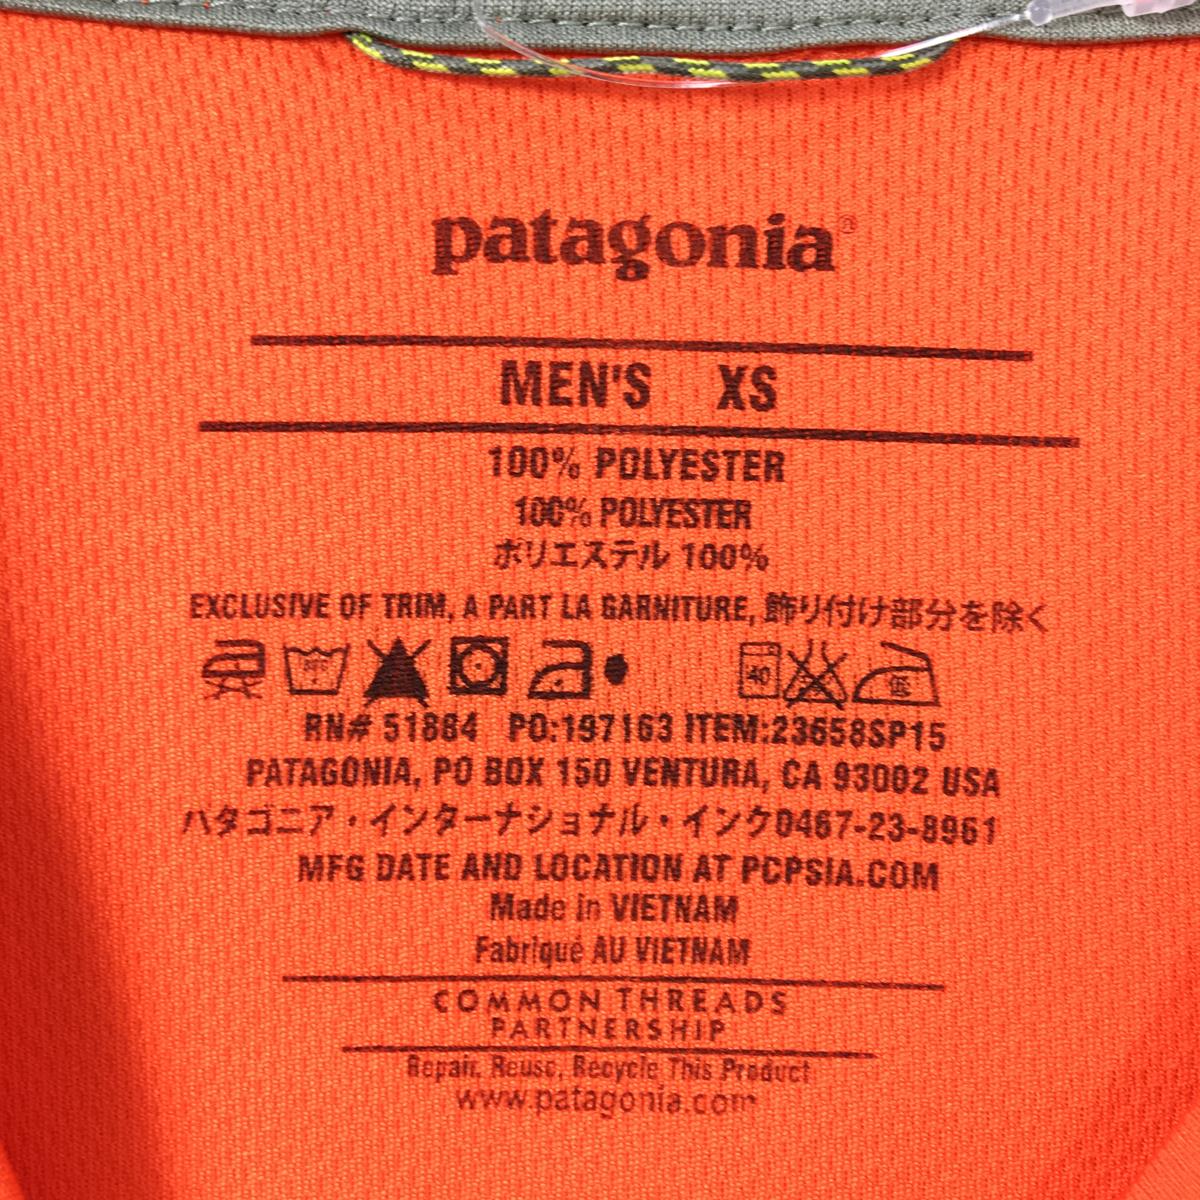 patagonia®
MEN'S XS
100% POLYESTER
100% POLYESTER
ポリエステル 100%
EXCLUSIVE OF TRIM, A PART LA GARNITURE, 飾り付け部分を除く
40 低
RN# 51884 PO:197163 ITEM:23658SP15
PATAGONIA, PO BOX 150 VENTURA, CA 93002 USA
パタゴニア・インターナショナル・インク0467-23-8961
MFG DATE AND LOCATION AT PCPSIA.COM
Made in VIETNAM
Fabriqué AU VIETNAM
COMMON THREADS
PARTNERSHIP
Repair, Reuse, Recycle This Product
www.patagonia.com